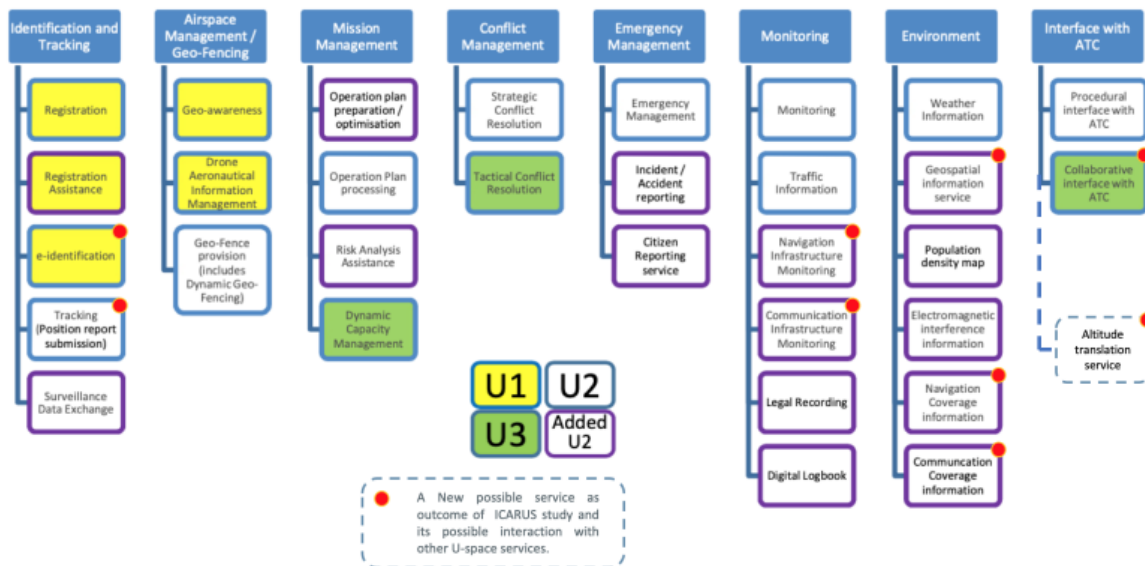 Identification and
Tracking
Registration
Registration
Assistance
e-identification
Tracking
(Position report
submission)
Surveillance
Data Exchange
Airspace
Management /
Geo-Fencing
Geo-awareness
Drone
Aeronautical
Information
Management
Geo-Fence
provision
(includes
Dynamic Geo-
Fencing)
Mission
Management
Operation plan
preparation /
optimisation
Operation Plan
processing
Risk Analysis
Assistance
Dynamic
Capacity
Management
Conflict
Management
Strategic
Conflict
Resolution
Tactical Conflict
Resolution
Emergency
Management
Emergency
Management
Incident /
Accident
reporting
Citizen
Reporting
service
Monitoring
Monitoring
Traffic
Information
Navigation
Infrastructure
Monitoring
Communication
Infrastructure
Monitoring
Legal Recording
Digital Logbook
Environment
Weather
Information
Geospatial
information
service
Population
density map
Electromagnetic
interference
information
Navigation
Coverage
information
Communcation
Coverage
information
Interface with
ATC
Procedural
interface with
ATC
Collaborative
interface with
ATC
Altitude
translation
service
U1
U2
U3
Added
U2
A New possible service as
outcome of ICARUS study and
its possible interaction with
other U-space services.